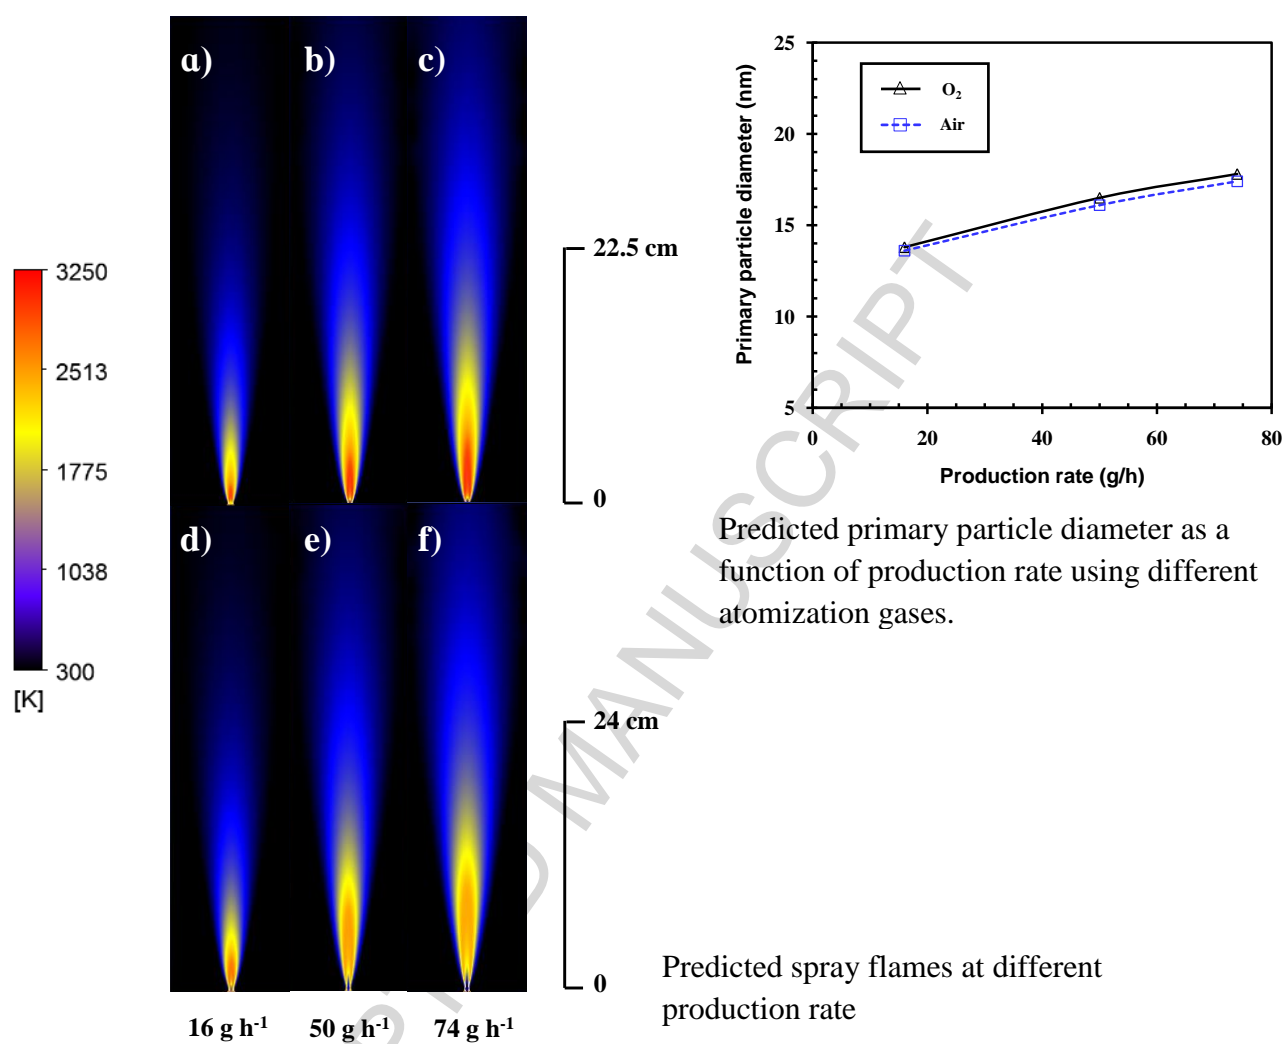 a) b) c)
d) e) f)
3250
2513
1775
1038
300
[K]
22.5 cm
0
24 cm
0
16 g h-1 50 g h-1 74 g h-1
Primary particle diameter (nm)
25
20
15
10
5
O2
Air
0 20 40 60 80
Production rate (g/h)
Predicted primary particle diameter as a
function of production rate using different
atomization gases.
Predicted spray flames at different
production rate
MANUSCRIPT